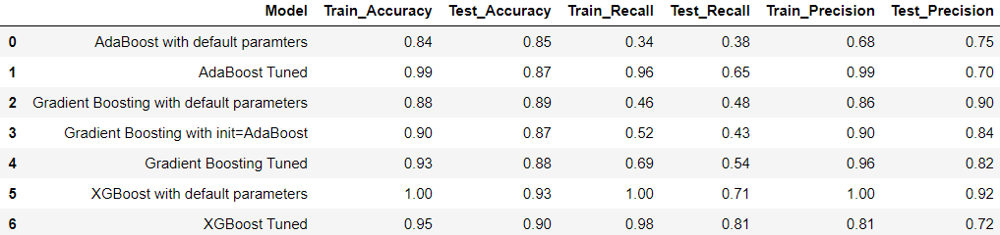 Model Train_Accuracy Test_Accuracy Train_Recall Test_Recall Train_Precision Test_Precision
0 AdaBoost with default paramters 0.84 0.85 0.34 0.38 0.68 0.75
1 AdaBoost Tuned 0.99 0.87 0.96 0.65 0.99 0.70
2 Gradient Boosting with default parameters 0.88 0.89 0.46 0.48 0.86 0.90
3 Gradient Boosting with init=AdaBoost 0.90 0.87 0.52 0.43 0.90 0.84
4 Gradient Boosting Tuned 0.93 0.88 0.69 0.54 0.96 0.82
5 XGBoost with default parameters 1.00 0.93 1.00 0.71 1.00 0.92
6 XGBoost Tuned 0.95 0.90 0.98 0.81 0.81 0.72